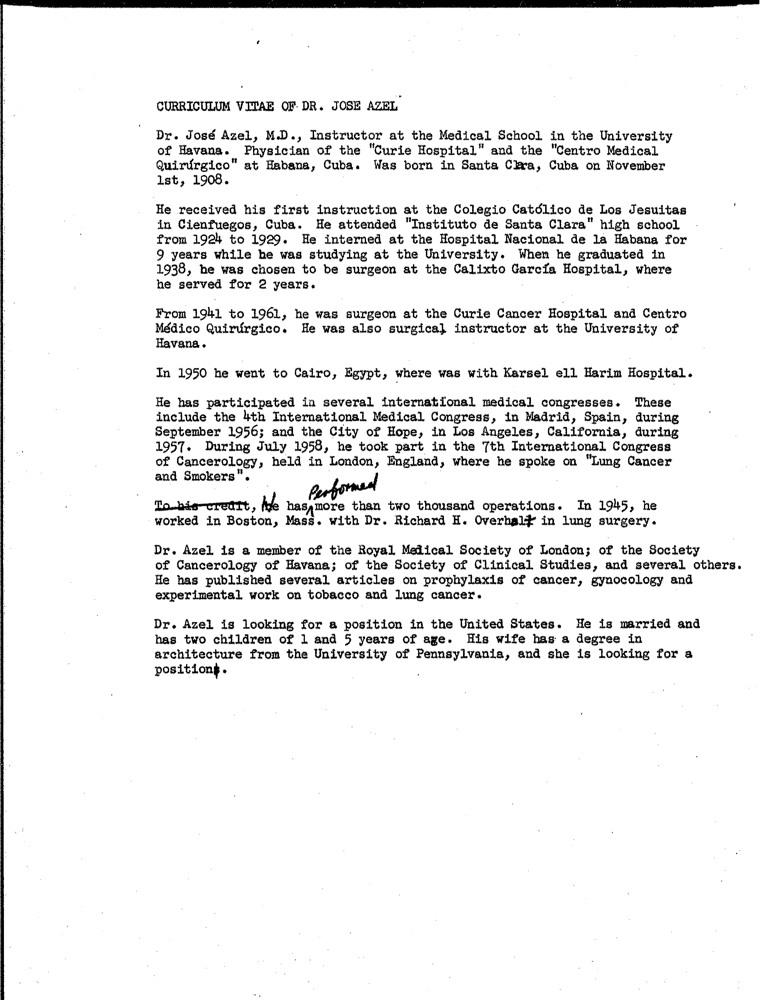 CURRICULUM VITAE OF DR. JOSE AZEL
Dr. José Azel, M.D., Instructor at the Medical School in the University
of Havana. Physician of the "Curie Hospital" and the "Centro Medical
Quirúrgico" at Habana, Cuba. Was born in Santa Clara, Cuba on November
1st, 1908.
He received his first instruction at the Colegio Católico de Los Jesuitas
in Cienfuegos, Cuba. He attended "Instituto de Santa Clara" high school
from 1924 to 1929. He interned at the Hospital Nacional de la Habana for
9 years while he was studying at the University. When he graduated in
1938, he was chosen to be surgeon at the Calixto García Hospital, where
he served for 2 years.
From 1941 to 1961, he was surgeon at the Curie Cancer Hospital and Centro
Médico Quirúrgico. He was also surgical instructor at the University of
Havana.
In 1950 he went to Cairo, Egypt, where was with Karsel ell Harim Hospital.
He has participated in several international medical congresses. These
include the 4th International Medical Congress, in Madrid, Spain, during
September 1956; and the City of Hope, in Los Angeles, California, during
1957. During July 1958, he took part in the 7th International Congress
of Cancerology, held in London, England, where he spoke on "Lung Cancer
and Smokers".
Performed
To his credit, He has more than two thousand operations. In 1945, he
worked in Boston, Mass. with Dr. Richard H. Overholt in lung surgery.
Dr. Azel is a member of the Royal Medical Society of London; of the Society
of Cancerology of Havana; of the Society of Clinical Studies, and several others.
He has published several articles on prophylaxis of cancer, gynocology and
experimental work on tobacco and lung cancer.
Dr. Azel is looking for a position in the United States. He is married and
has two children of 1 and 5 years of age. His wife has a degree in
architecture from the University of Pennsylvania, and she is looking for a
position.